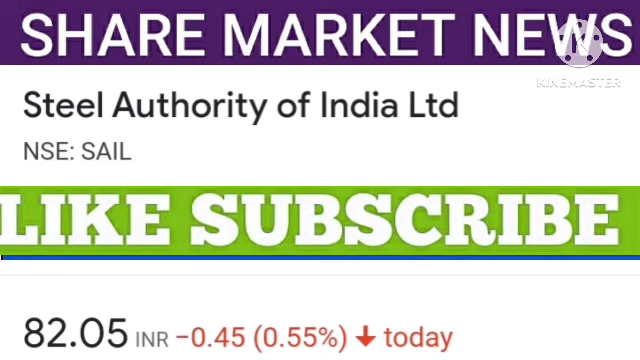 SHARE MARKET NEWS
KINEMASTER
Steel Authority of India Ltd
NSE: SAIL
LIKE SUBSCRIBE
82.05 INR −0.45 (0.55%) ↓ today